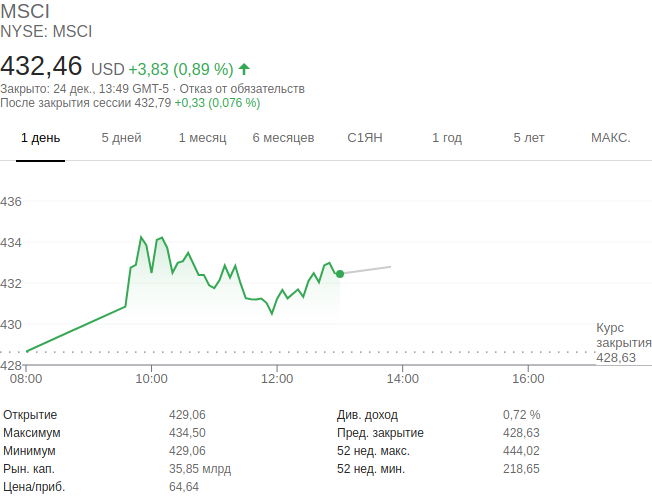 MSCI
NYSE: MSCI
432,46 USD +3,83 (0,89 %)
Закрыто: 24 дек., 13:49 GMT-5 · Отказ от обязательств
После закрытия сессии 432,79 +0,33 (0,076 %)
1 день 5 дней 1 месяц 6 месяцев С1ЯН 1 год 5 лет МАКС.
436
434
432
430
428
Курс
закрытия
428,63
08:00 10:00 12:00 14:00 16:00
Открытие 429,06 Див. доход 0,72 %
Максимум 434,50 Пред. закрытие 428,63
Минимум 429,06 52 нед. макс. 444,02
Рын. кап. 35,85 млрд 52 нед. мин. 218,65
Цена/приб. 64,64